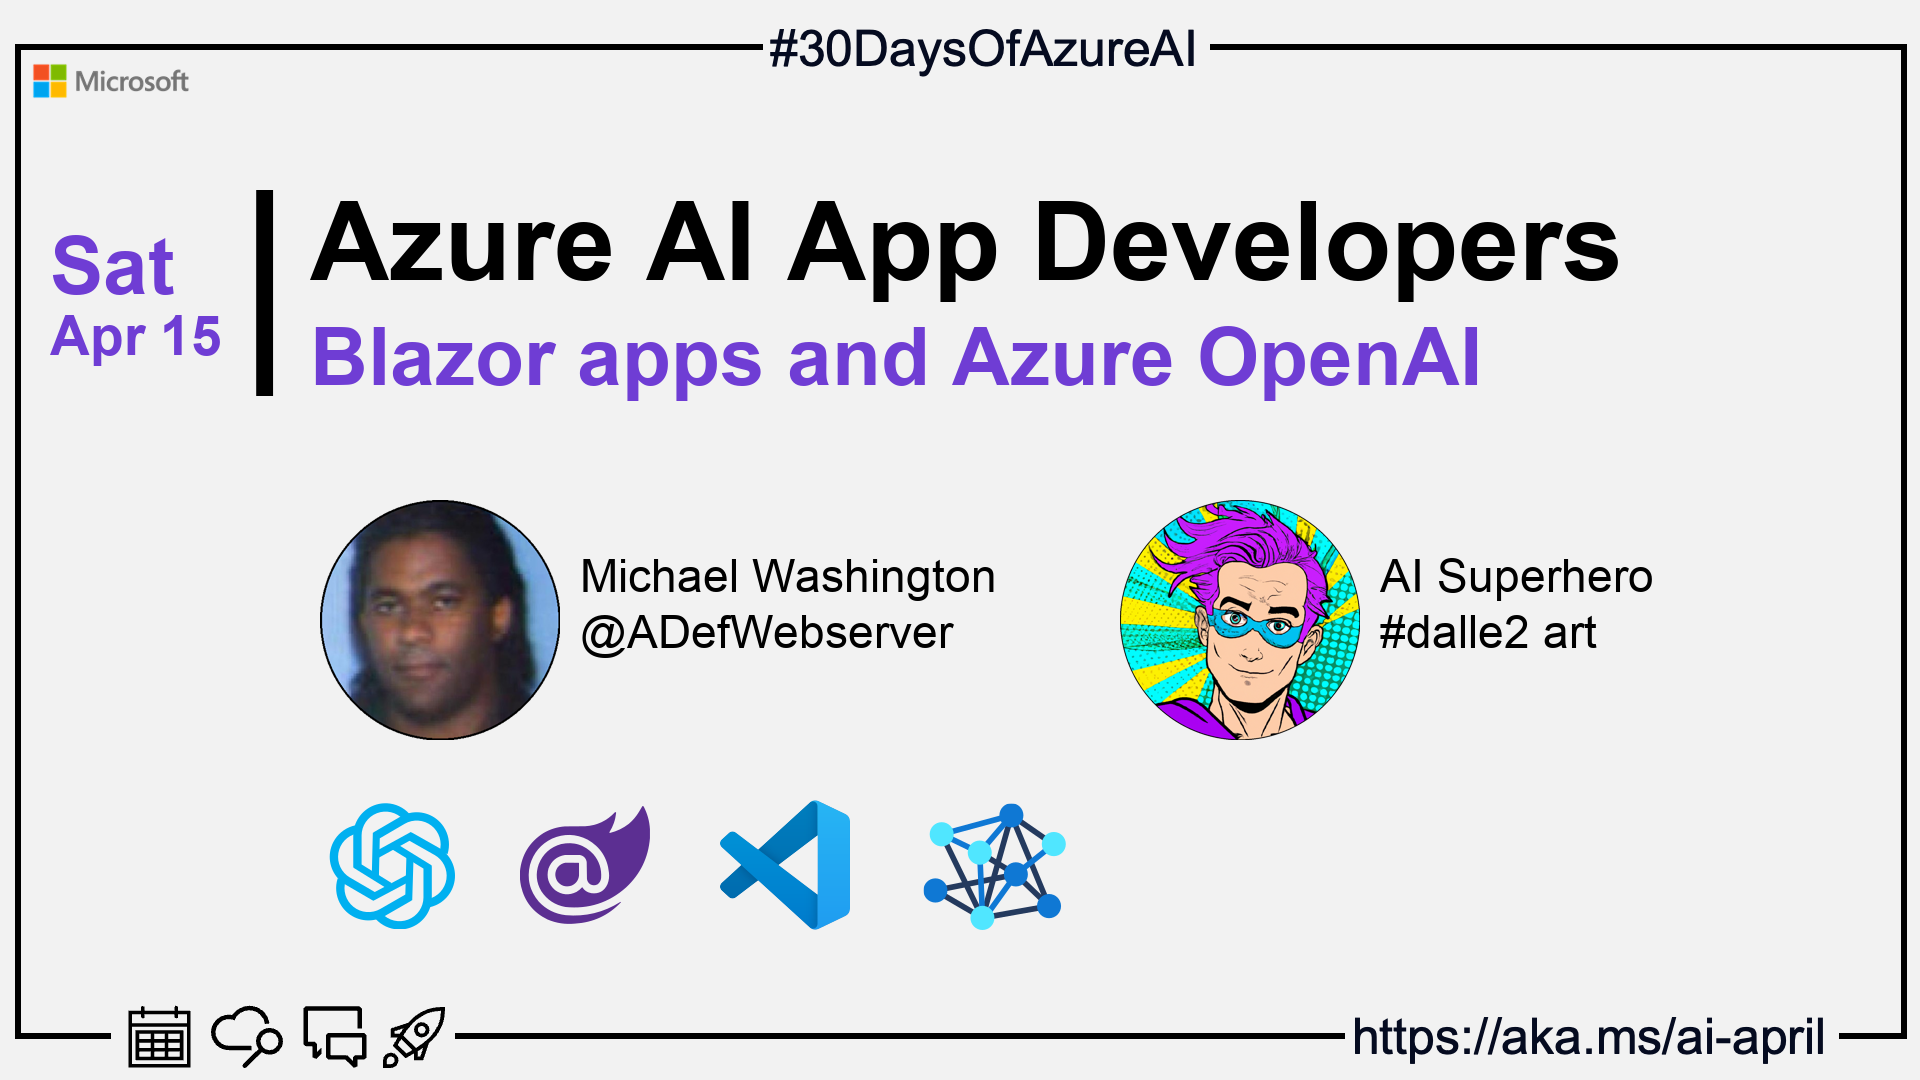 #30DaysOfAzureAI
Microsoft
Sat
Apr 15
Azure AI App Developers
Blazor apps and Azure OpenAI
Michael Washington
@ADefWebserver
AI Superhero
#dalle2 art
https://aka.ms/ai-april